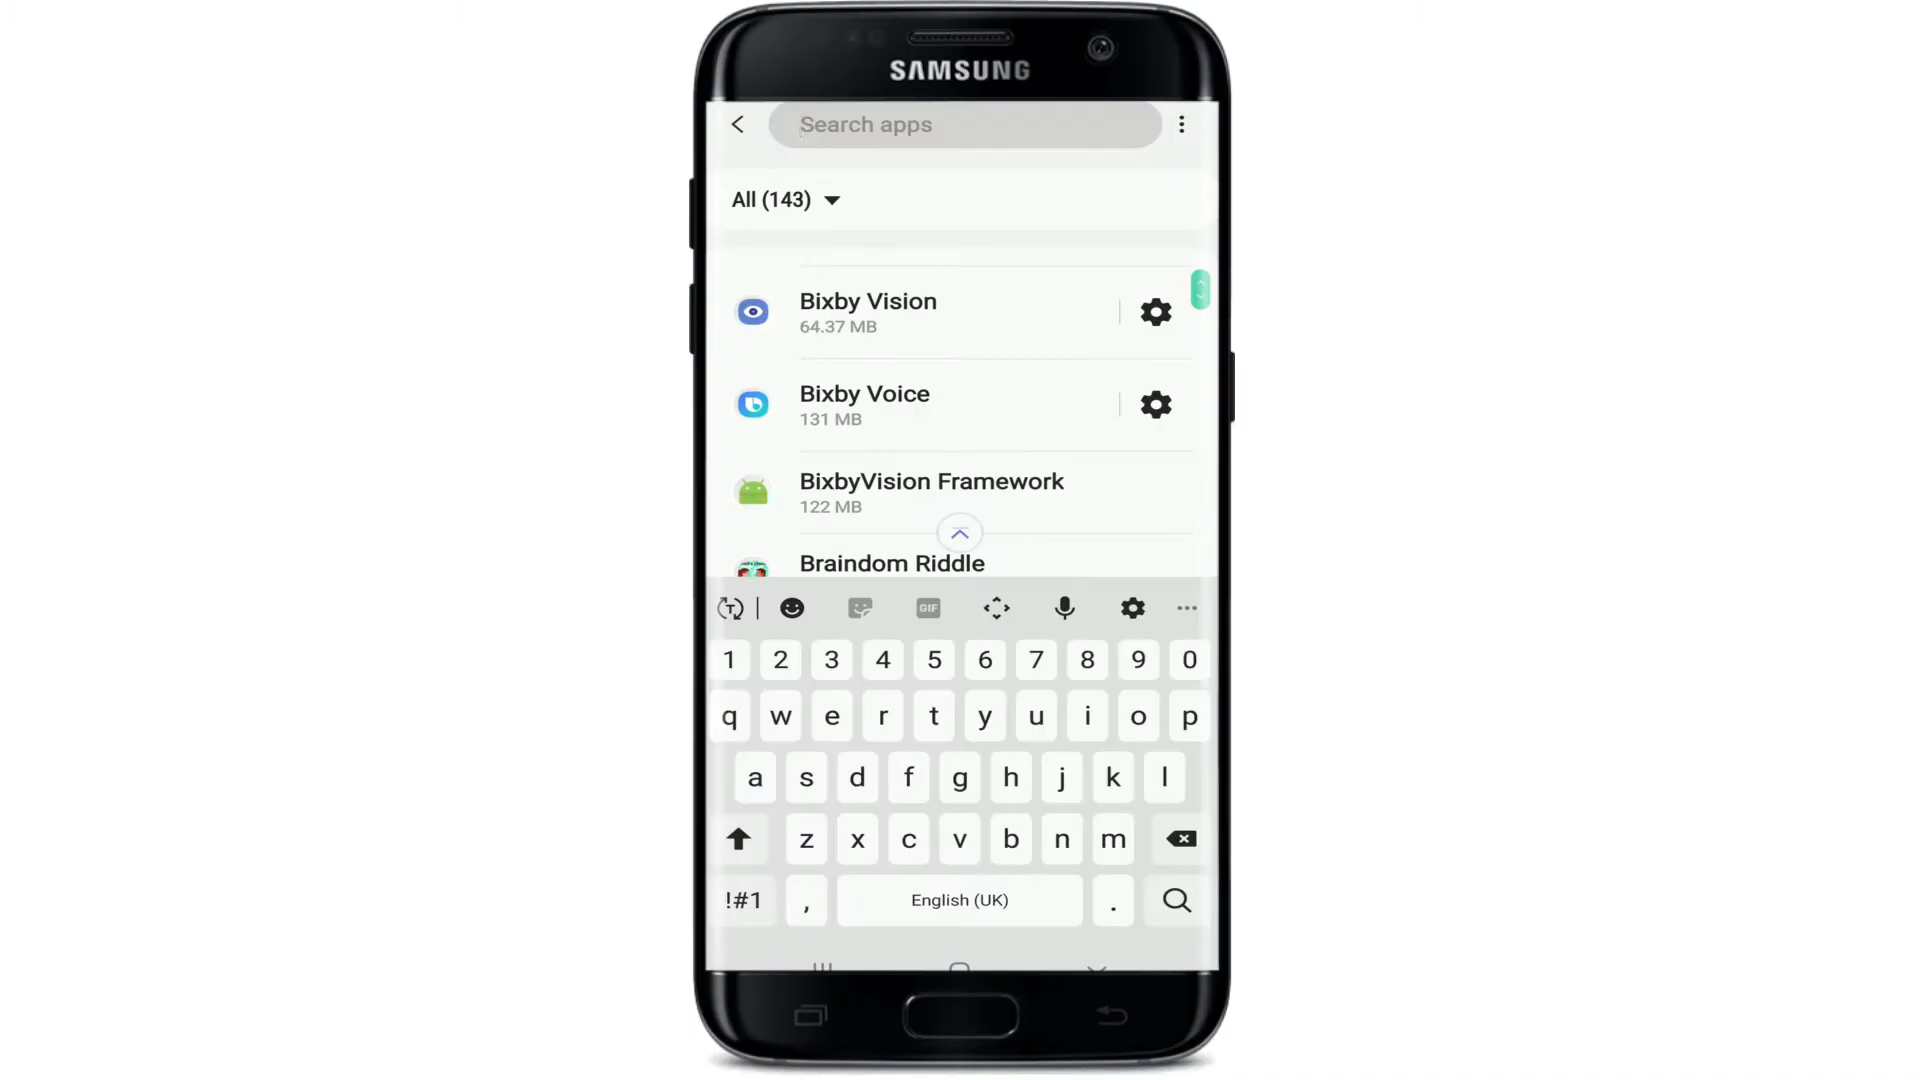 SAMSUNG
Search apps
All (143)
Bixby Vision
64.37 MB
Bixby Voice
131 MB
BixbyVision Framework
122 MB
Braindom Riddle
T
GIF
1 2 3 4 5 6 7 8 9 0
q w e r t y u i o p
a s d f g h j k l
z x c v b n m
!#1 , English (UK) .